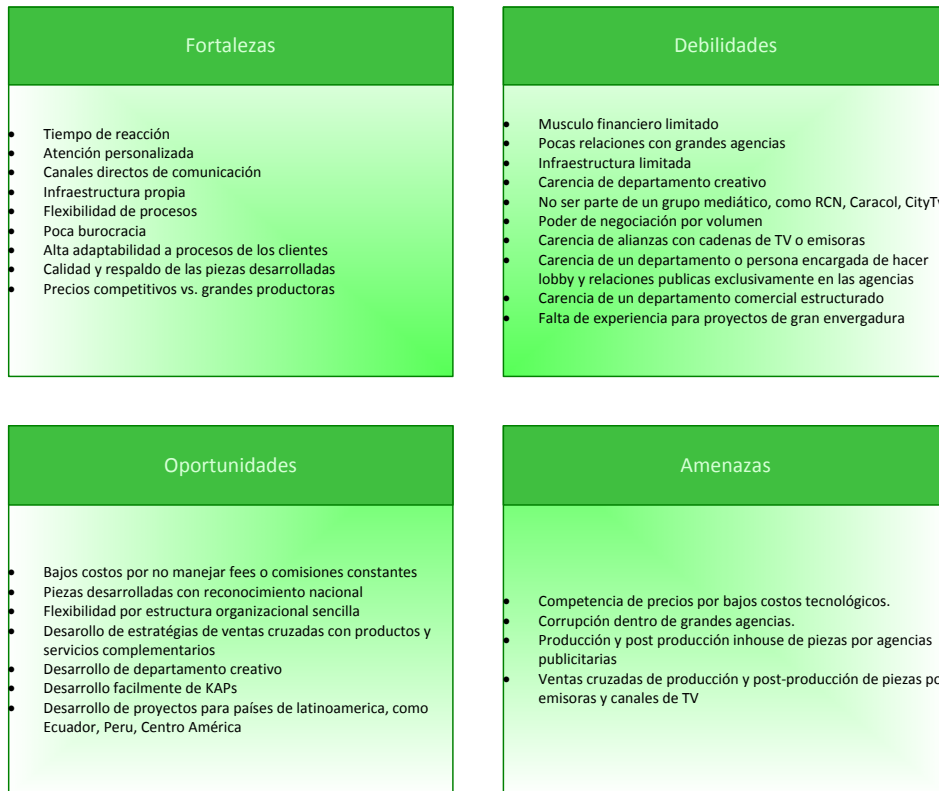 Fortalezas
• Tiempo de reacción
• Atención personalizada
• Canales directos de comunicación
• Infraestructura propia
• Flexibilidad de procesos
• Poca burocracia
• Alta adaptabilidad a procesos de los clientes
• Calidad y respaldo de las piezas desarrolladas
• Precios competitivos vs. grandes productoras
Debilidades
• Musculo financiero limitado
• Pocas relaciones con grandes agencias
• Infraestructura limitada
• Carencia de departamento creativo
• No ser parte de un grupo mediático, como RCN, Caracol, CityTv
• Poder de negociación por volumen
• Carencia de alianzas con cadenas de TV o emisoras
• Carencia de un departamento o persona encargada de hacer
lobby y relaciones publicas exclusivamente en las agencias
• Carencia de un departamento comercial estructurado
• Falta de experiencia para proyectos de gran envergadura
Oportunidades
• Bajos costos por no manejar fees o comisiones constantes
• Piezas desarrolladas con reconocimiento nacional
• Flexibilidad por estructura organizacional sencilla
• Desarollo de estratégias de ventas cruzadas con productos y
servicios complementarios
• Desarrollo de departamento creativo
• Desarrollo facilmente de KAPs
• Desarrollo de proyectos para países de latinoamerica, como
Ecuador, Peru, Centro América
Amenazas
• Competencia de precios por bajos costos tecnológicos.
• Corrupción dentro de grandes agencias.
• Producción y post producción inhouse de piezas por agencias
publicitarias
• Ventas cruzadas de producción y post-producción de piezas
emisoras y canales de TV